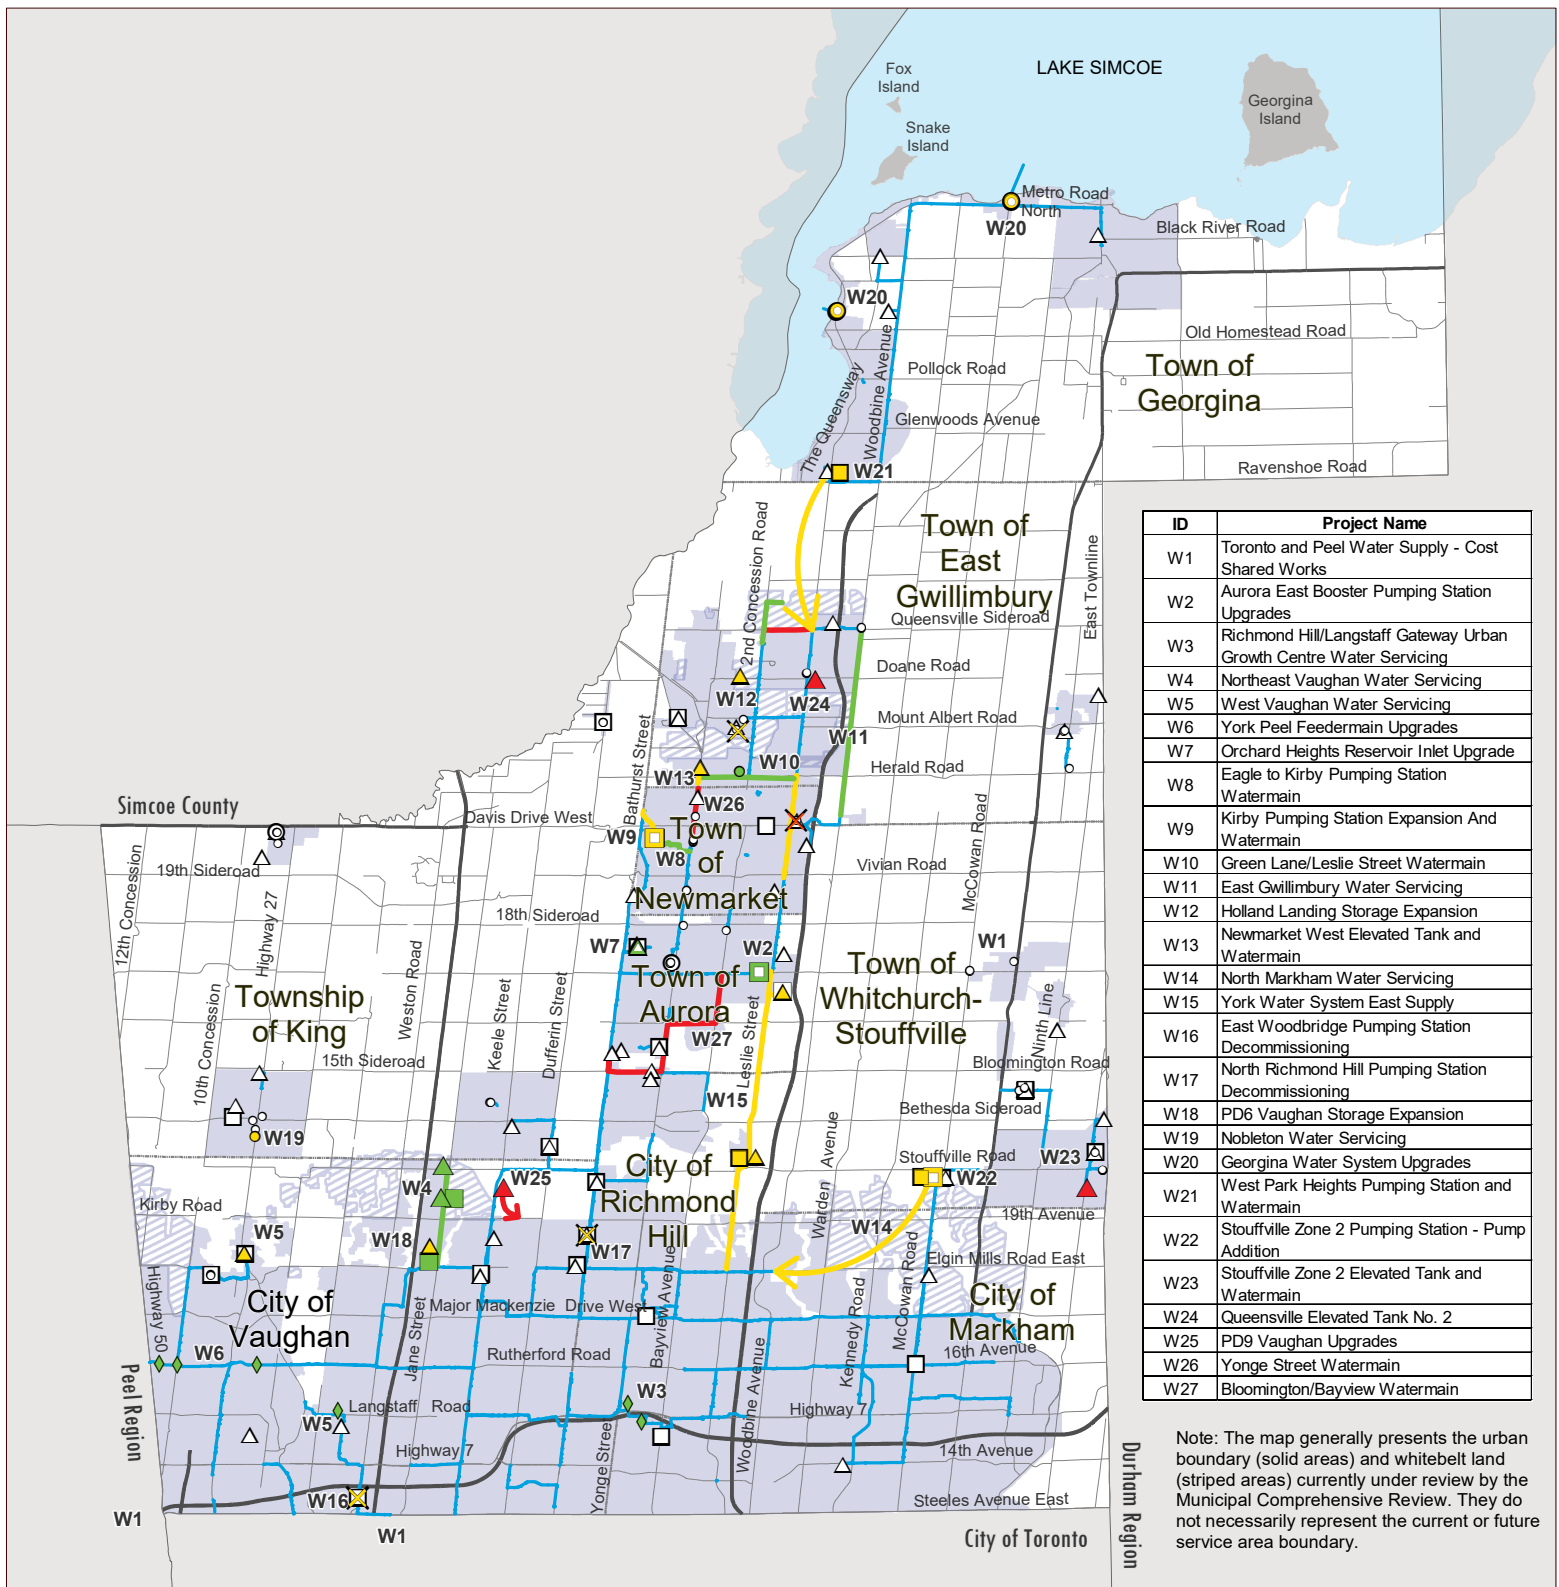 LAKE SIMCOE
Fox
Island
Georgina
Island
Snake
Island
Metro Road
North
W20
Black River Road
W20
Old Homestead Road
Woodbine Avenue
The Queensway
Pollock Road
Town of
Georgina
Glenwoods Avenue
W21
Ravenshoe Road
2nd Concession Road
Town of
East
Gwillimbury
East Townline
Queensville Sideroad
Doane Road
W12
W24
Mount Albert Road
W11
Bathurst Street
W10
W13
Herald Road
Simcoe County
Davis Drive West
W26
W9
Town
of
Newmarket
W8
McCowan Road
Vivian Road
12th Concession
19th Sideroad
Highway 27
18th Sideroad
W7
W2
W1
Weston Road
Town of
Aurora
Town of
Whitchurch-
Stouffville
Township
of King
10th Concession
Keele Street
Dufferin Street
Leslie Street
Ninth Line
15th Sideroad
W27
Bloomington Road
W15
Bethesda Sideroad
W19
Warden Avenue
Stouffville Road
W23
W22
City of
Richmond
Hill
W4
W25
Kirby Road
19th Avenue
W14
W5
W18
W17
Elgin Mills Road East
Highway 50
City of
Vaughan
Jane Street
Major Mackenzie Drive West
Bayview Avenue
Kennedy Road
McCowan Road
City of
Markham
W6
Rutherford Road
16th Avenue
Peel Region
W3
W5
Langstaff Road
Highway 7
Woodbine Avenue
Highway 7
14th Avenue
Yonge Street
W16
Steeles Avenue East
Durham Region
W1
W1
City of Toronto
ID Project Name
W1 Toronto and Peel Water Supply - Cost
Shared Works
W2 Aurora East Booster Pumping Station
Upgrades
W3 Richmond Hill/Langstaff Gateway Urban
Growth Centre Water Servicing
W4 Northeast Vaughan Water Servicing
W5 West Vaughan Water Servicing
W6 York Peel Feedermain Upgrades
W7 Orchard Heights Reservoir Inlet Upgrade
W8 Eagle to Kirby Pumping Station
Watermain
W9 Kirby Pumping Station Expansion And
Watermain
W10 Green Lane/Leslie Street Watermain
W11 East Gwillimbury Water Servicing
W12 Holland Landing Storage Expansion
W13 Newmarket West Elevated Tank and
Watermain
W14 North Markham Water Servicing
W15 York Water System East Supply
W16 East Woodbridge Pumping Station
Decommissioning
W17 North Richmond Hill Pumping Station
Decommissioning
W18 PD6 Vaughan Storage Expansion
W19 Nobleton Water Servicing
W20 Georgina Water System Upgrades
W21 West Park Heights Pumping Station and
Watermain
W22 Stouffville Zone 2 Pumping Station - Pump
Addition
W23 Stouffville Zone 2 Elevated Tank and
Watermain
W24 Queensville Elevated Tank No. 2
W25 PD9 Vaughan Upgrades
W26 Yonge Street Watermain
W27 Bloomington/Bayview Watermain
Note: The map generally presents the urban
boundary (solid areas) and whitebelt land
(striped areas) currently under review by the
Municipal Comprehensive Review. They do
not necessarily represent the current or future
service area boundary.